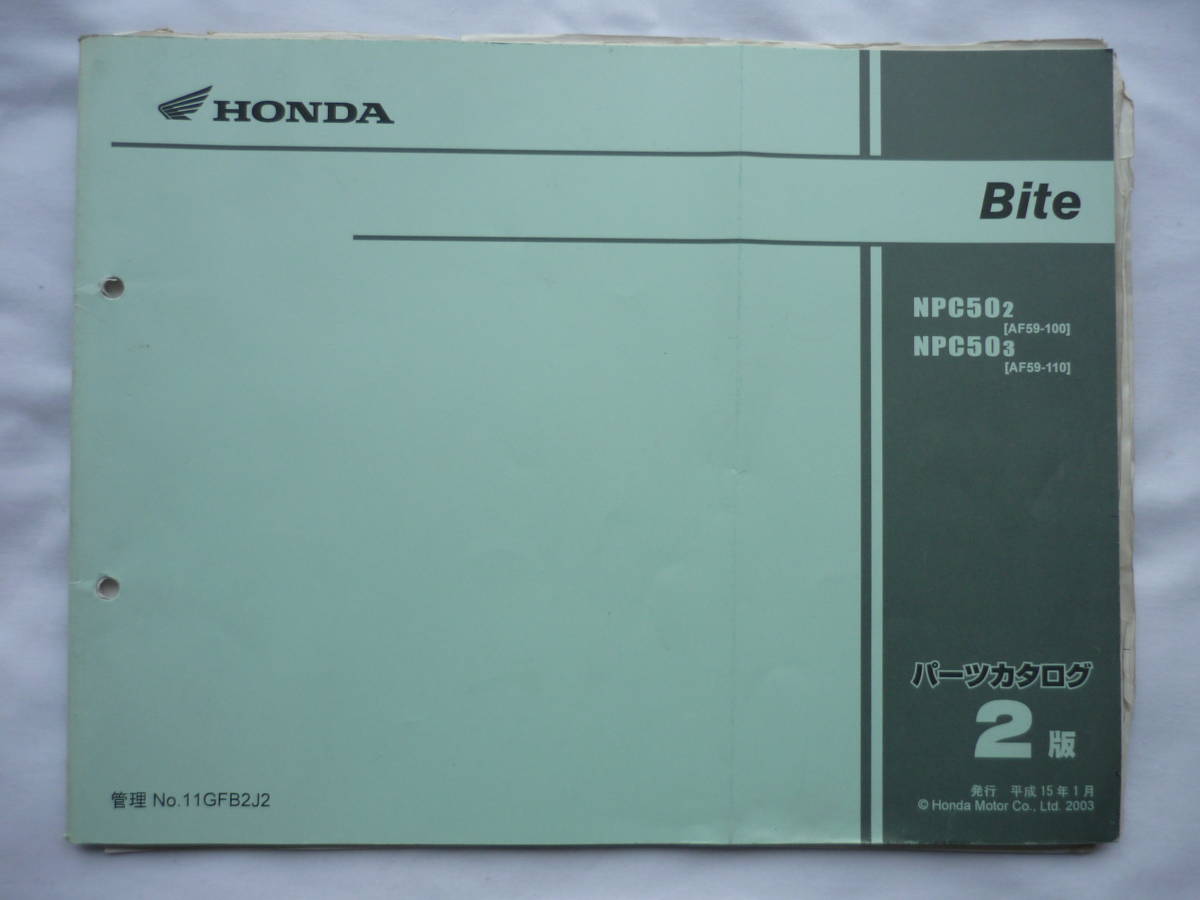 HONDA
Bite
NPC502
[AF59-100]
NPC503
[AF59-110]
パーツカタログ
2版
発行 平成15年1月
© Honda Motor Co., Ltd. 2003
管理 No.11GFB2J2